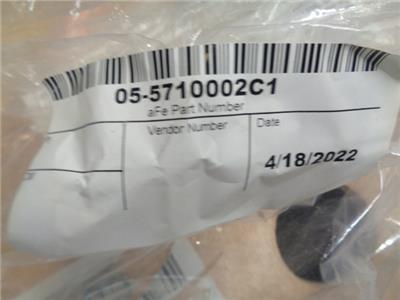 05-5710002C1
aFe Part Number
Vendor Number
Date
4/18/2022